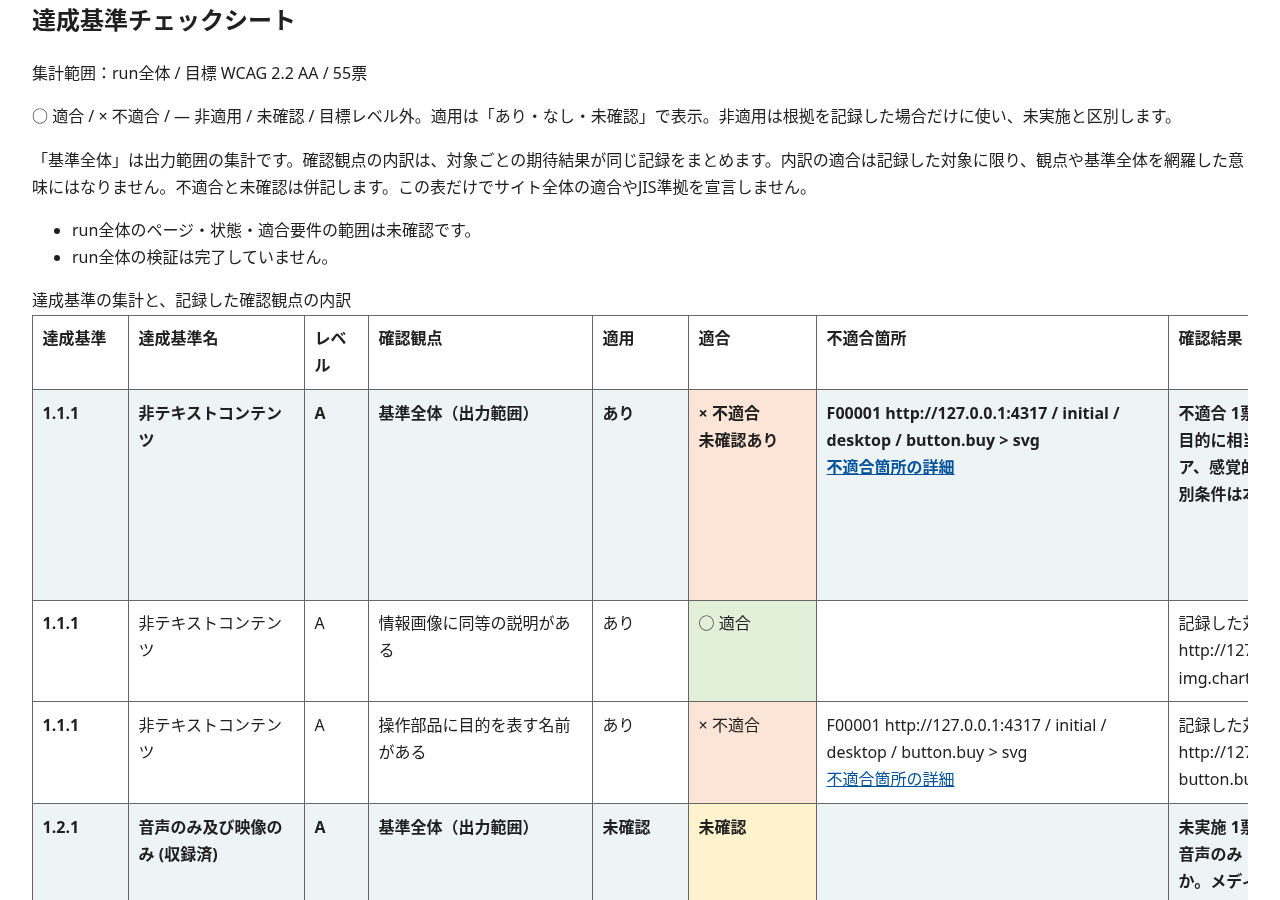 達成基準チェックシート
集計範囲：run全体 / 目標 WCAG 2.2 AA / 55票
〇 適合 / × 不適合 / — 非適用 / 未確認 / 目標レベル外。適用は「あり・なし・未確認」で表示。非適用は根拠を記録した場合だけに使い、未実施と区別します。
「基準全体」は出力範囲の集計です。確認観点の内訳は、対象ごとの期待結果が同じ記録をまとめます。内訳の適合は記録した対象に限り、観点や基準全体を網羅した意
味にはなりません。不適合と未確認は併記します。この表だけでサイト全体の適合やJIS準拠を宣言しません。
• run全体のページ・状態・適合要件の範囲は未確認です。
• run全体の検証は完了していません。
達成基準の集計と、記録した確認観点の内訳
達成基準 達成基準名 レベ 確認観点 適用 適合 不適合箇所 確認結果
ル
1.1.1 非テキストコンテン A 基準全体（出力範囲） あり × 不適合 F00001 http://127.0.0.1:4317 / initial / 不適合 1
ツ 未確認あり desktop / button.buy > svg 目的に相
不適合箇所の詳細 ア、感覚
別条件は
1.1.1 非テキストコンテン A 情報画像に同等の説明があ あり 〇 適合 記録した
ツ る http://127
img.chart
1.1.1 非テキストコンテン A 操作部品に目的を表す名前 あり × 不適合 F00001 http://127.0.0.1:4317 / initial / 記録した
ツ がある desktop / button.buy > svg http://127
不適合箇所の詳細 button.bu
1.2.1 音声のみ及び映像の A 基準全体（出力範囲） 未確認 未確認 未実施 1
み (収録済) 音声のみ
か。メデ